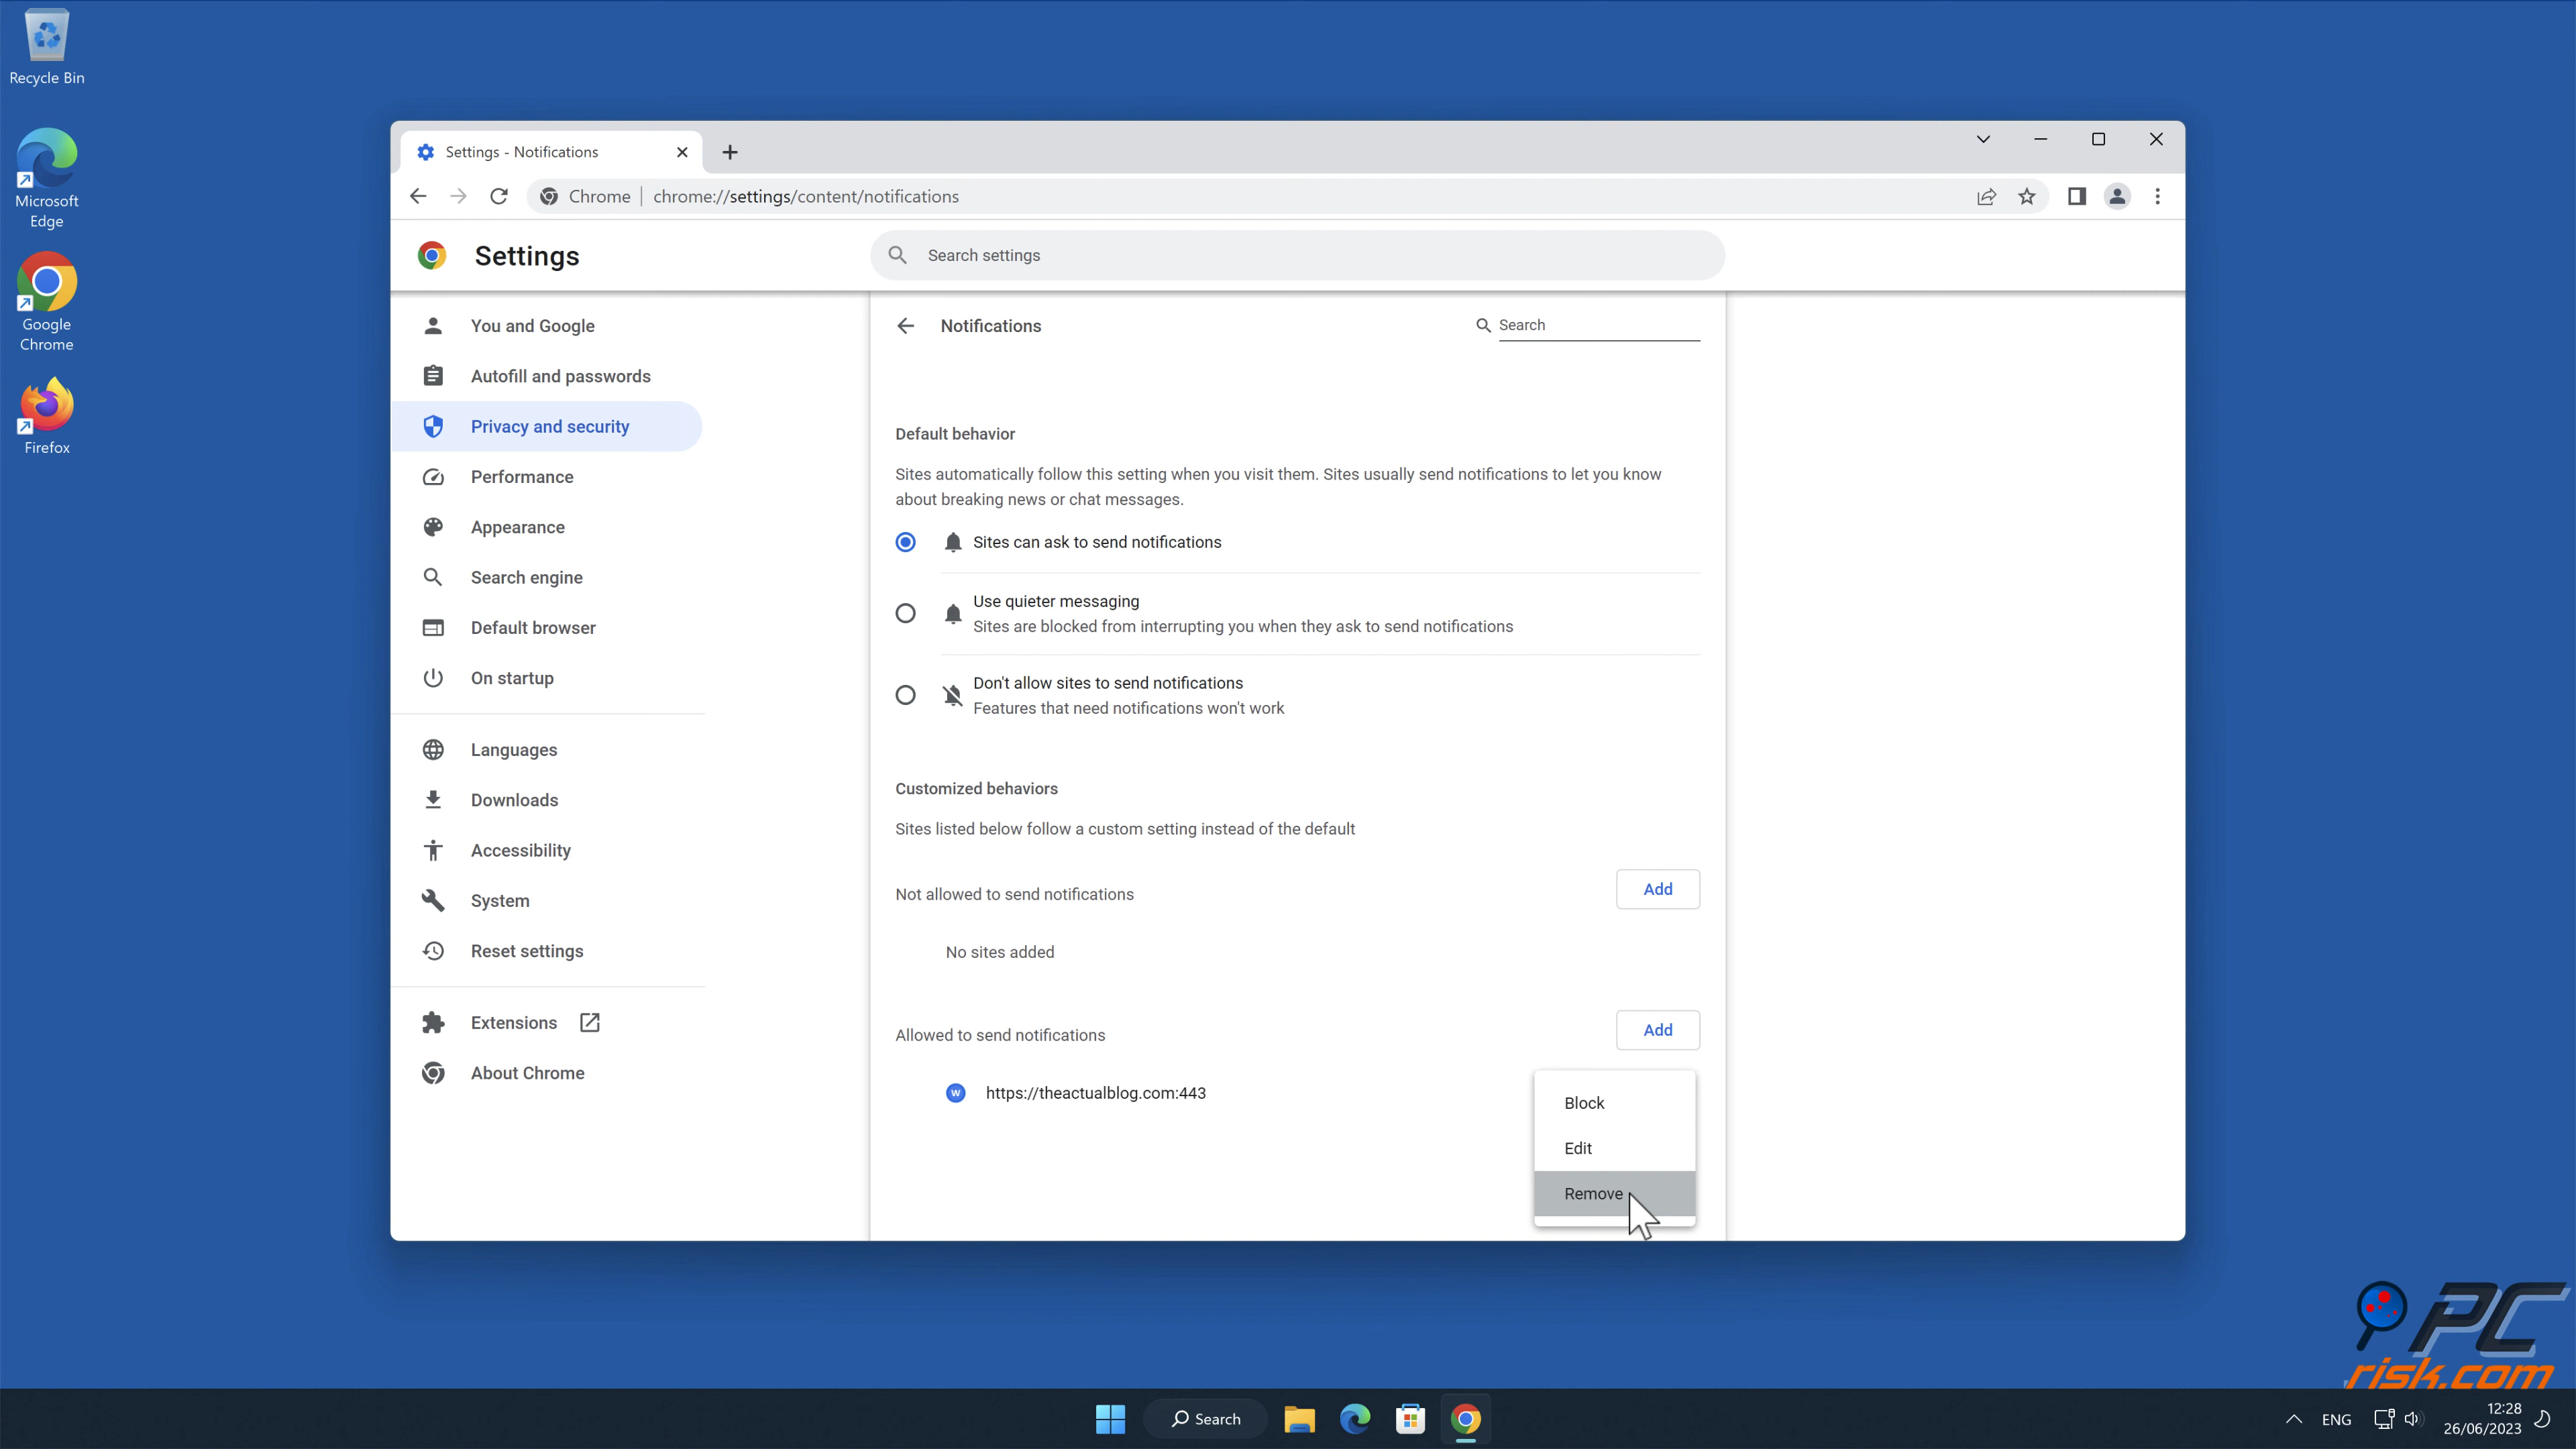 Recycle Bin
Microsoft
Edge
Google
Chrome
Firefox
Settings - Notifications
Chrome
chrome://settings/content/notifications
Settings
Search settings
You and Google
Autofill and passwords
Privacy and security
Performance
Appearance
Search engine
Default browser
On startup
Languages
Downloads
Accessibility
System
Reset settings
Extensions
About Chrome
Notifications
Search
Default behavior
Sites automatically follow this setting when you visit them. Sites usually send notifications to let you know
about breaking news or chat messages.
Sites can ask to send notifications
Use quieter messaging
Sites are blocked from interrupting you when they ask to send notifications
Don't allow sites to send notifications
Features that need notifications won't work
Customized behaviors
Sites listed below follow a custom setting instead of the default
Not allowed to send notifications
Add
No sites added
Allowed to send notifications
Add
W
https://theactualblog.com:443
Block
Edit
Remove
PC
risk.com
Search
ENG
12:28
26/06/2023